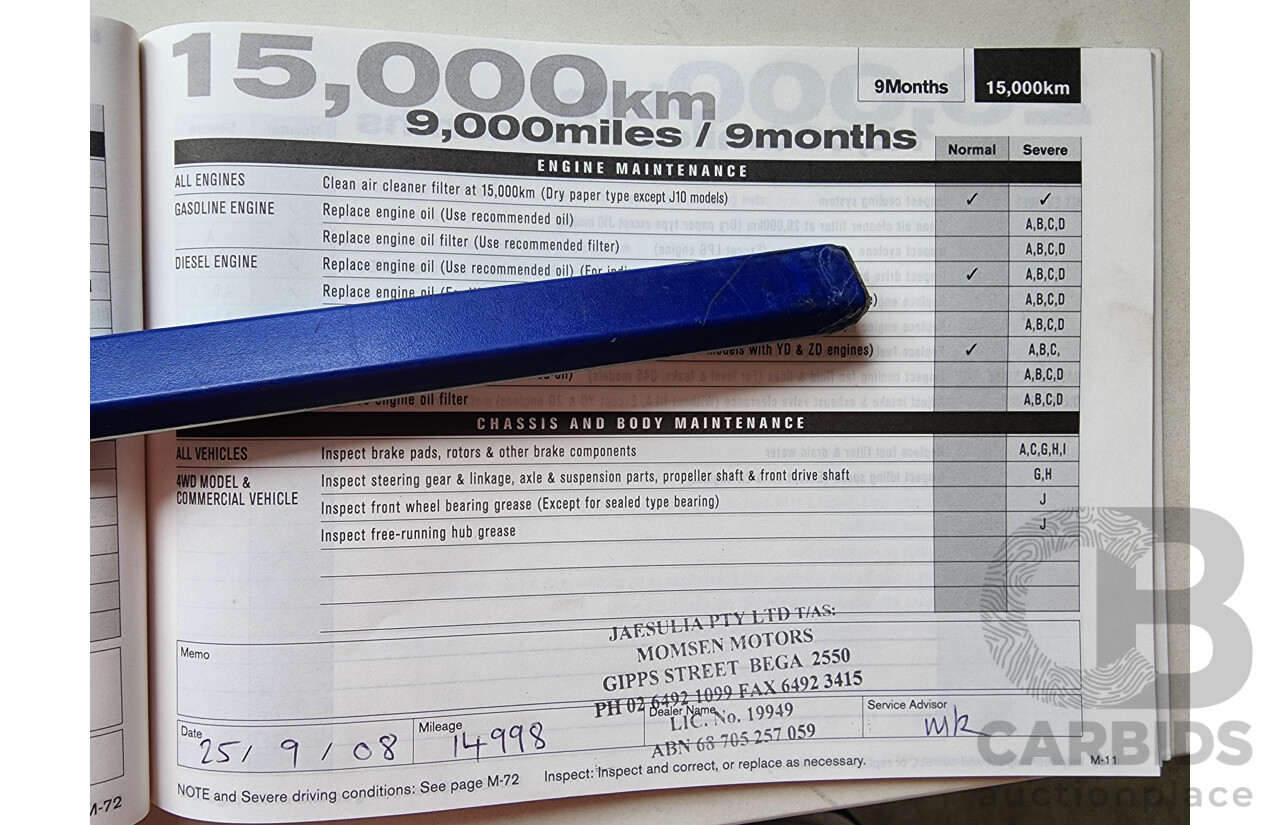 15,000km
9,000miles / 9months
9Months 15,000km
Normal Severe
ENGINE MAINTENANCE
ALL ENGINES Clean air cleaner filter at 15,000km (Dry paper type except J10 models) ✓ ✓
GASOLINE ENGINE Replace engine oil (Use recommended oil) A,B,C,D
Replace engine oil filter (Use recommended filter) A,B,C,D
DIESEL ENGINE Replace engine oil (Use recommended oil) (For ✓ A,B,C,D
Replace engine oil A,B,C,D
A,B,C,D
with YD & ZD engines) ✓ A,B,C,
A,B,C,D
engine oil filter A,B,C,D
CHASSIS AND BODY MAINTENANCE
ALL VEHICLES Inspect brake pads, rotors & other brake components A,C,G,H,I
4WD MODEL & Inspect steering gear & linkage, axle & suspension parts, propeller shaft & front drive shaft G,H
COMMERCIAL VEHICLE Inspect front wheel bearing grease (Except for sealed type bearing) J
Inspect free-running hub grease J
Memo
JAESULIA PTY LTD T/AS:
MOMSEN MOTORS
GIPPS STREET BEGA 2550
PH 02 6492 1099 FAX 6492 3415
LIC. No. 19949
ABN 68 705 257 059
Date 25/9/08
Mileage 14998
Dealer Name
Service Advisor mk
NOTE and Severe driving conditions: See page M-72 Inspect: Inspect and correct, or replace as necessary.
M-11
M-72
CB
CARBIDS
auctionplace